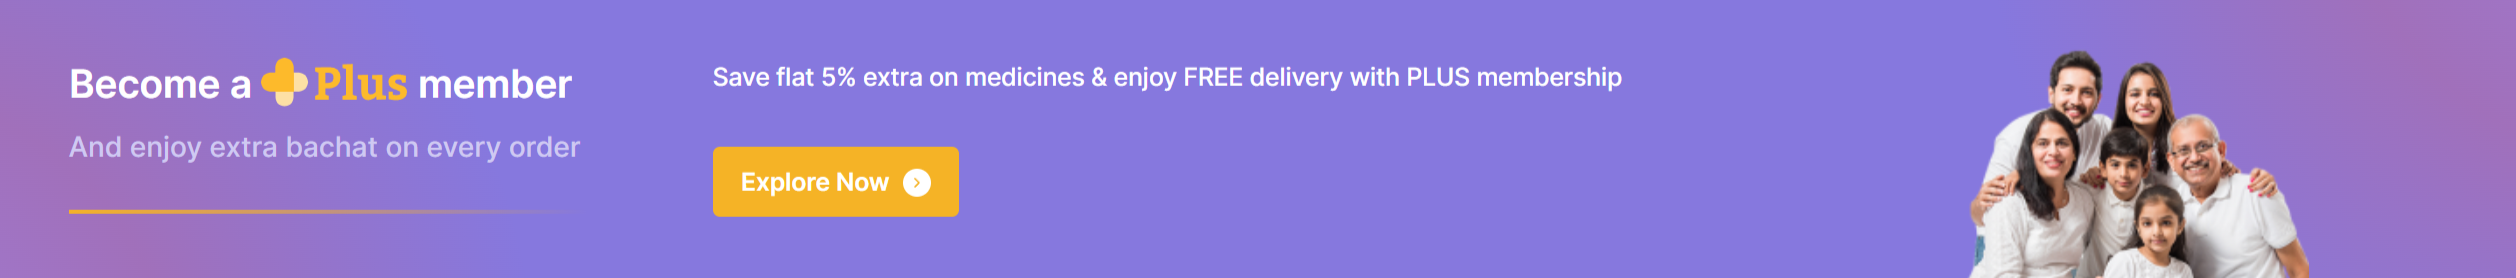 Become a Plus member
And enjoy extra bachat on every order
Save flat 5% extra on medicines & enjoy FREE delivery with PLUS membership
Explore Now